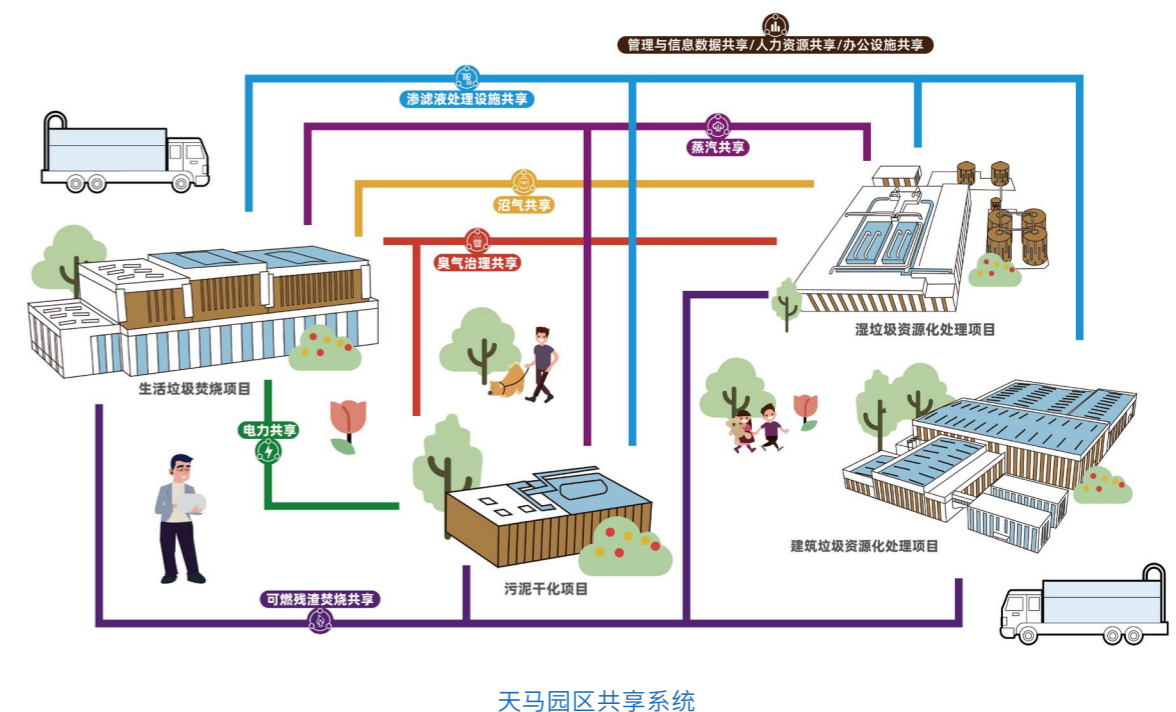 管理与信息数据共享/人力资源共享/办公设施共享
渗滤液处理设施共享
蒸汽共享
沼气共享
臭气治理共享
湿垃圾资源化处理项目
生活垃圾焚烧项目
电力共享
建筑垃圾资源化处理项目
污泥干化项目
可燃残渣焚烧共享
天马园区共享系统